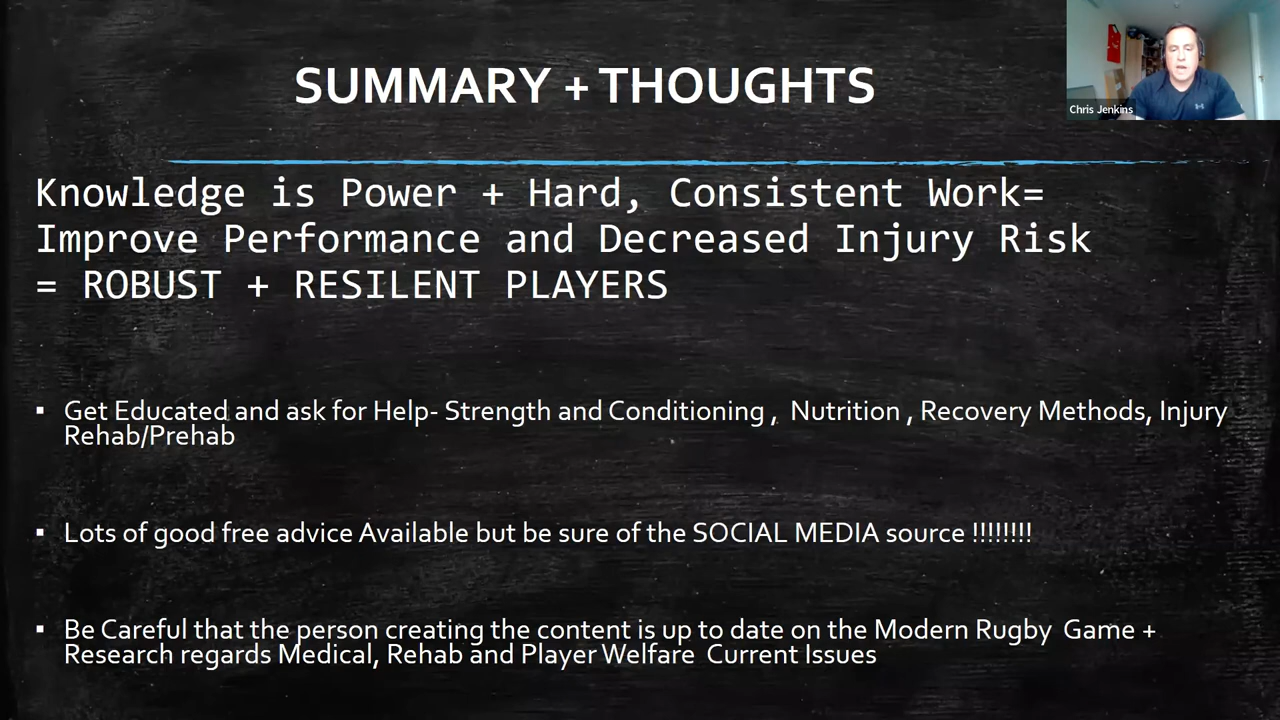 SUMMARY + THOUGHTS
Chris Jenkins
Knowledge is Power + Hard, Consistent Work=
Improve Performance and Decreased Injury Risk
= ROBUST + RESILENT PLAYERS
▪ Get Educated and ask for Help- Strength and Conditioning , Nutrition , Recovery Methods, Injury
Rehab/Prehab
▪ Lots of good free advice Available but be sure of the SOCIAL MEDIA source !!!!!!!!
▪ Be Careful that the person creating the content is up to date on the Modern Rugby Game +
Research regards Medical, Rehab and Player Welfare Current Issues